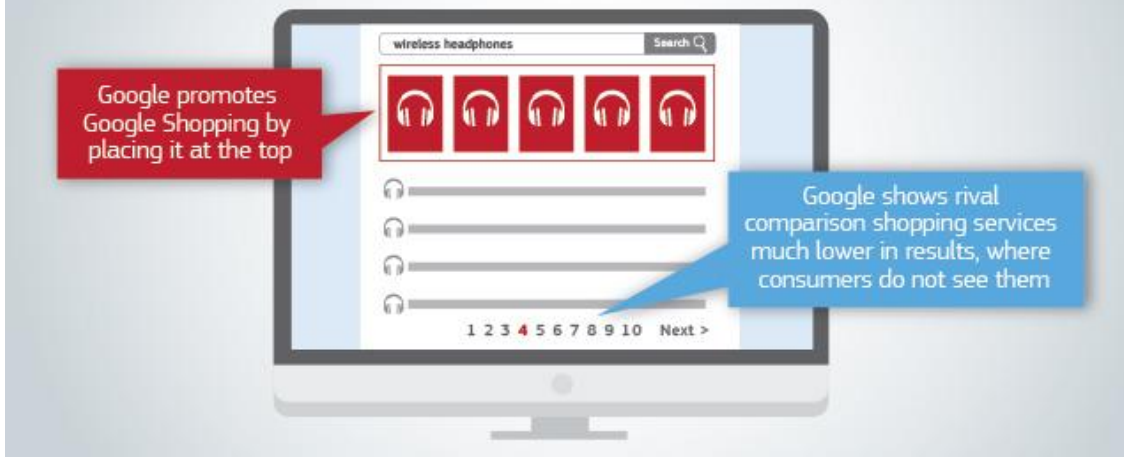 wireless headphones Search
Google promotes
Google Shopping by
placing it at the top
Google shows rival
comparison shopping services
much lower in results, where
consumers do not see them
1 2 3 4 5 6 7 8 9 10 Next >